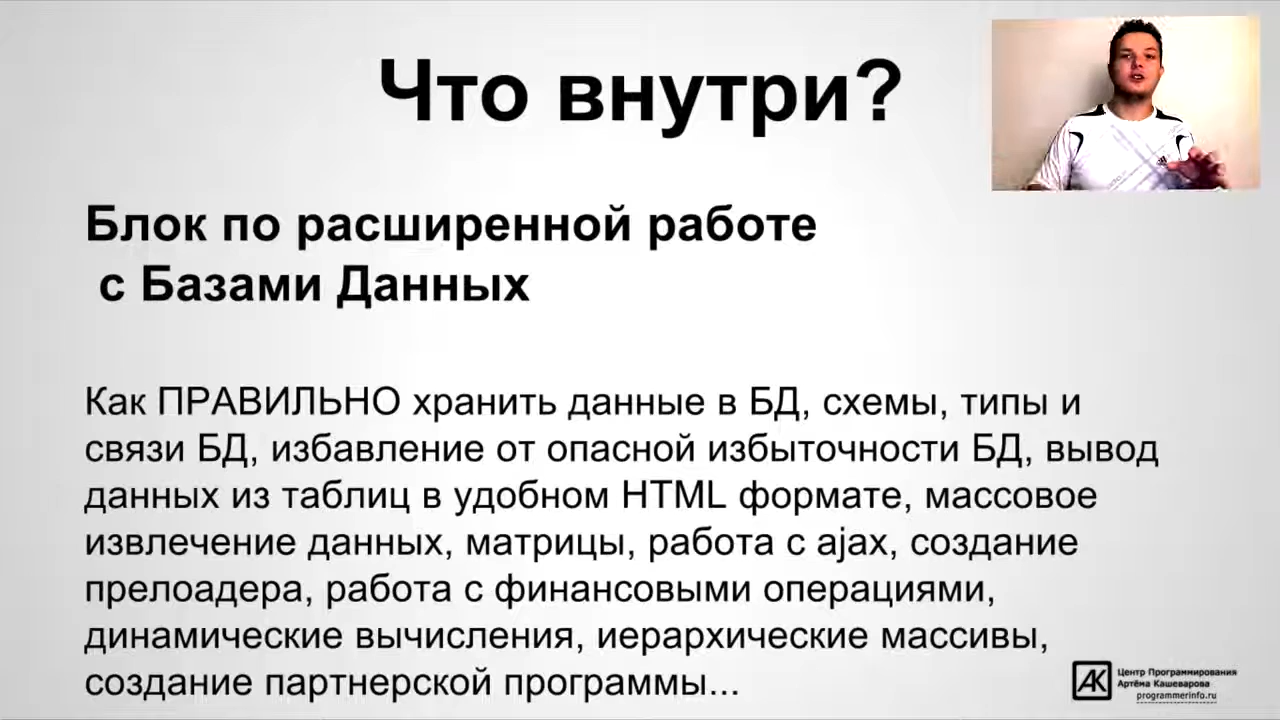 Что внутри?
Блок по расширенной работе
с Базами Данных
Как ПРАВИЛЬНО хранить данные в БД, схемы, типы и
связи БД, избавление от опасной избыточности БД, вывод
данных из таблиц в удобном HTML формате, массовое
извлечение данных, матрицы, работа с ajax, создание
прелоадера, работа с финансовыми операциями,
динамические вычисления, иерархические массивы,
создание партнерской программы...
АК
Центр Программирования
Артёма Кашеварова
programmerinfo.ru